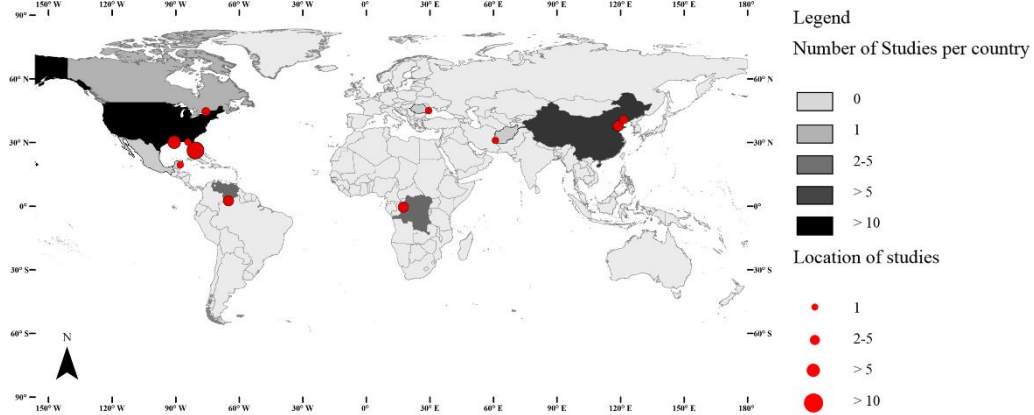 150° W 120° W 90° W 60° W 30° W 0° 30° E 60° E 90° E 120° E 150° E 180°
90°
60° N 60° N
30° N 30° N
0° 0°
30° S 30° S
60° S 60° S
N
90° 90°
150° W 120° W 90° W 60° W 30° W 0° 30° E 60° E 90° E 120° E 150° E 180°
Legend
Number of Studies per country
0
1
2-5
> 5
> 10
Location of studies
1
2-5
> 5
> 10